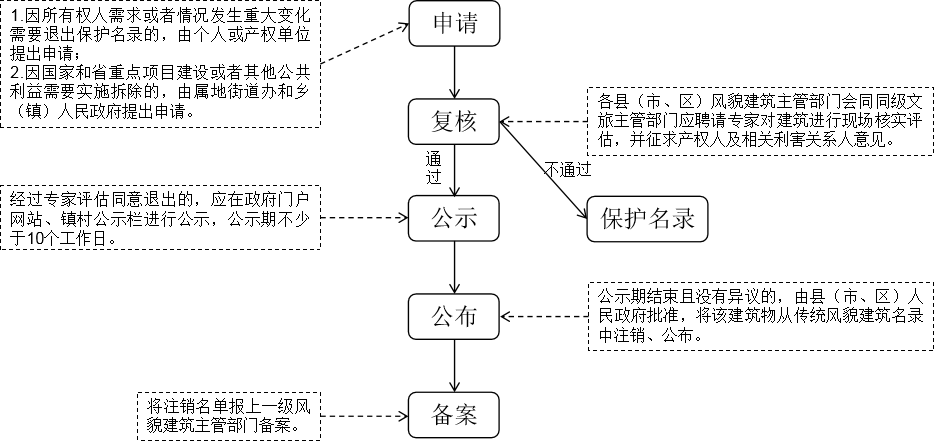 1.因所有权人需求或者情况发生重大变化
需要退出保护名录的，由个人或产权单位
提出申请；
2.因国家和省重点项目建设或者其他公共
利益需要实施拆除的，由属地街道办和乡
（镇）人民政府提出申请。
申请
复核
各县（市、区）风貌建筑主管部门会同同级文
旅主管部门应聘请专家对建筑进行现场核实评
估，并征求产权人及相关利害关系人意见。
通
过
不通过
保护名录
经过专家评估同意退出的，应在政府门户
网站、镇村公示栏进行公示，公示期不少
于10个工作日。
公示
公布
公示期结束且没有异议的，由县（市、区）人
民政府批准，将该建筑物从传统风貌建筑名录
中注销、公布。
将注销名单报上一级风
貌建筑主管部门备案。
备案